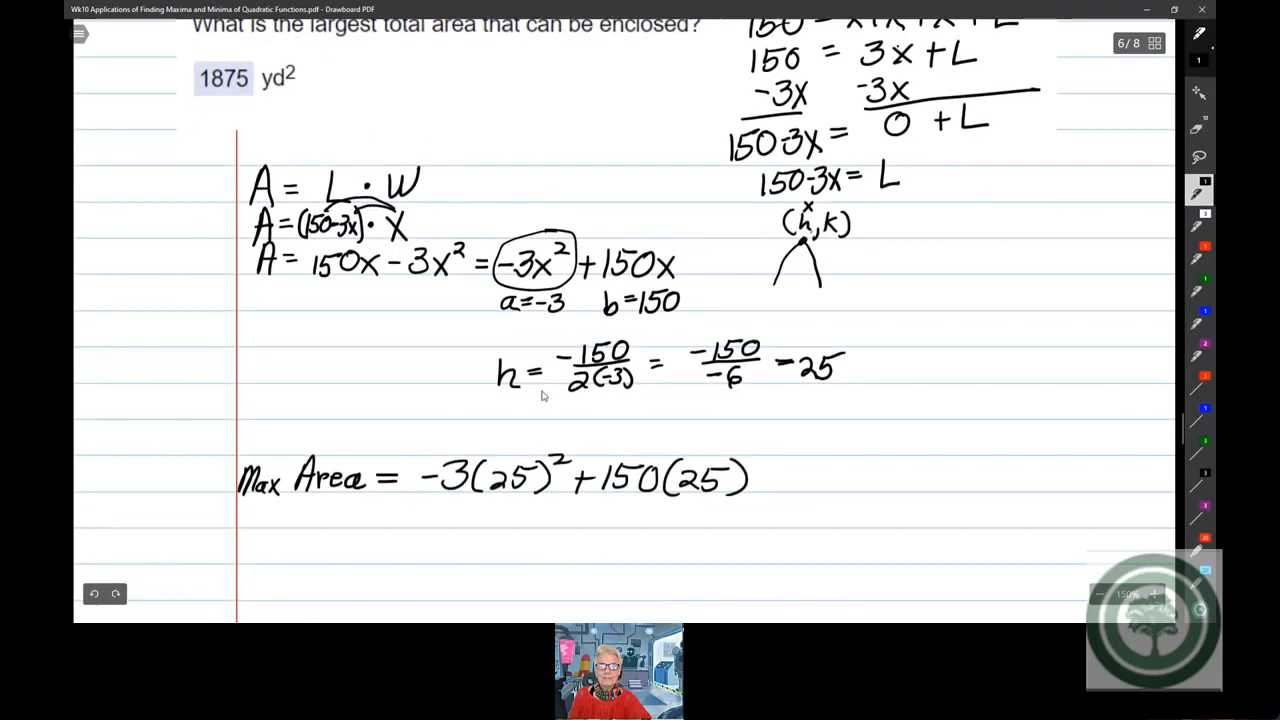 Wk10 Applications of Finding Maxima and Minima of Quadratic Functions.pdf - Drawboard PDF
What is the largest total area that can be enclosed?
1875 yd²
6 / 8
150 = 3x + L
-3x -3x
150-3x = 0 + L
150-3x = L
x
(h,k)
A = L · W
A = (150-3x) · X
A = 150x - 3x² = -3x² + 150x
a=-3 b=150
h = -150/2(-3) = -150/-6 - 25
Max Area = -3(25)² + 150(25)
150%